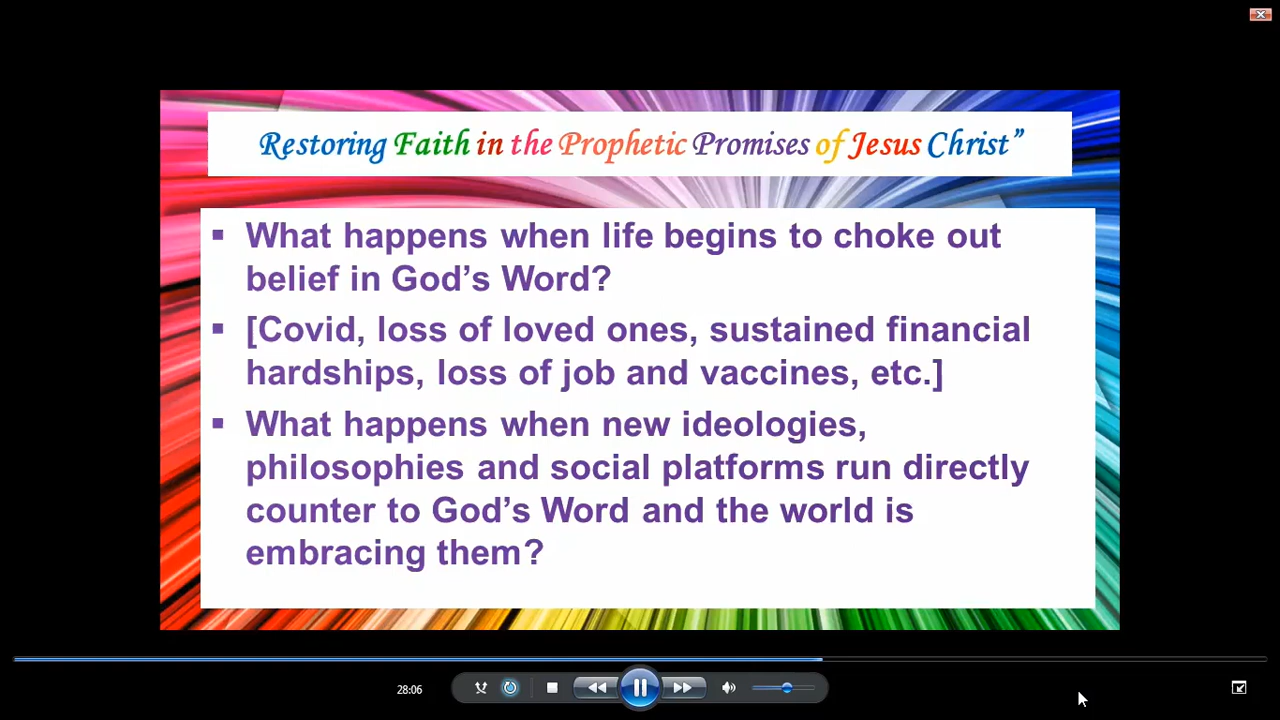 Restoring Faith in the Prophetic Promises of Jesus Christ”
▪ What happens when life begins to choke out
belief in God’s Word?
▪ [Covid, loss of loved ones, sustained financial
hardships, loss of job and vaccines, etc.]
▪ What happens when new ideologies,
philosophies and social platforms run directly
counter to God’s Word and the world is
embracing them?
28:06